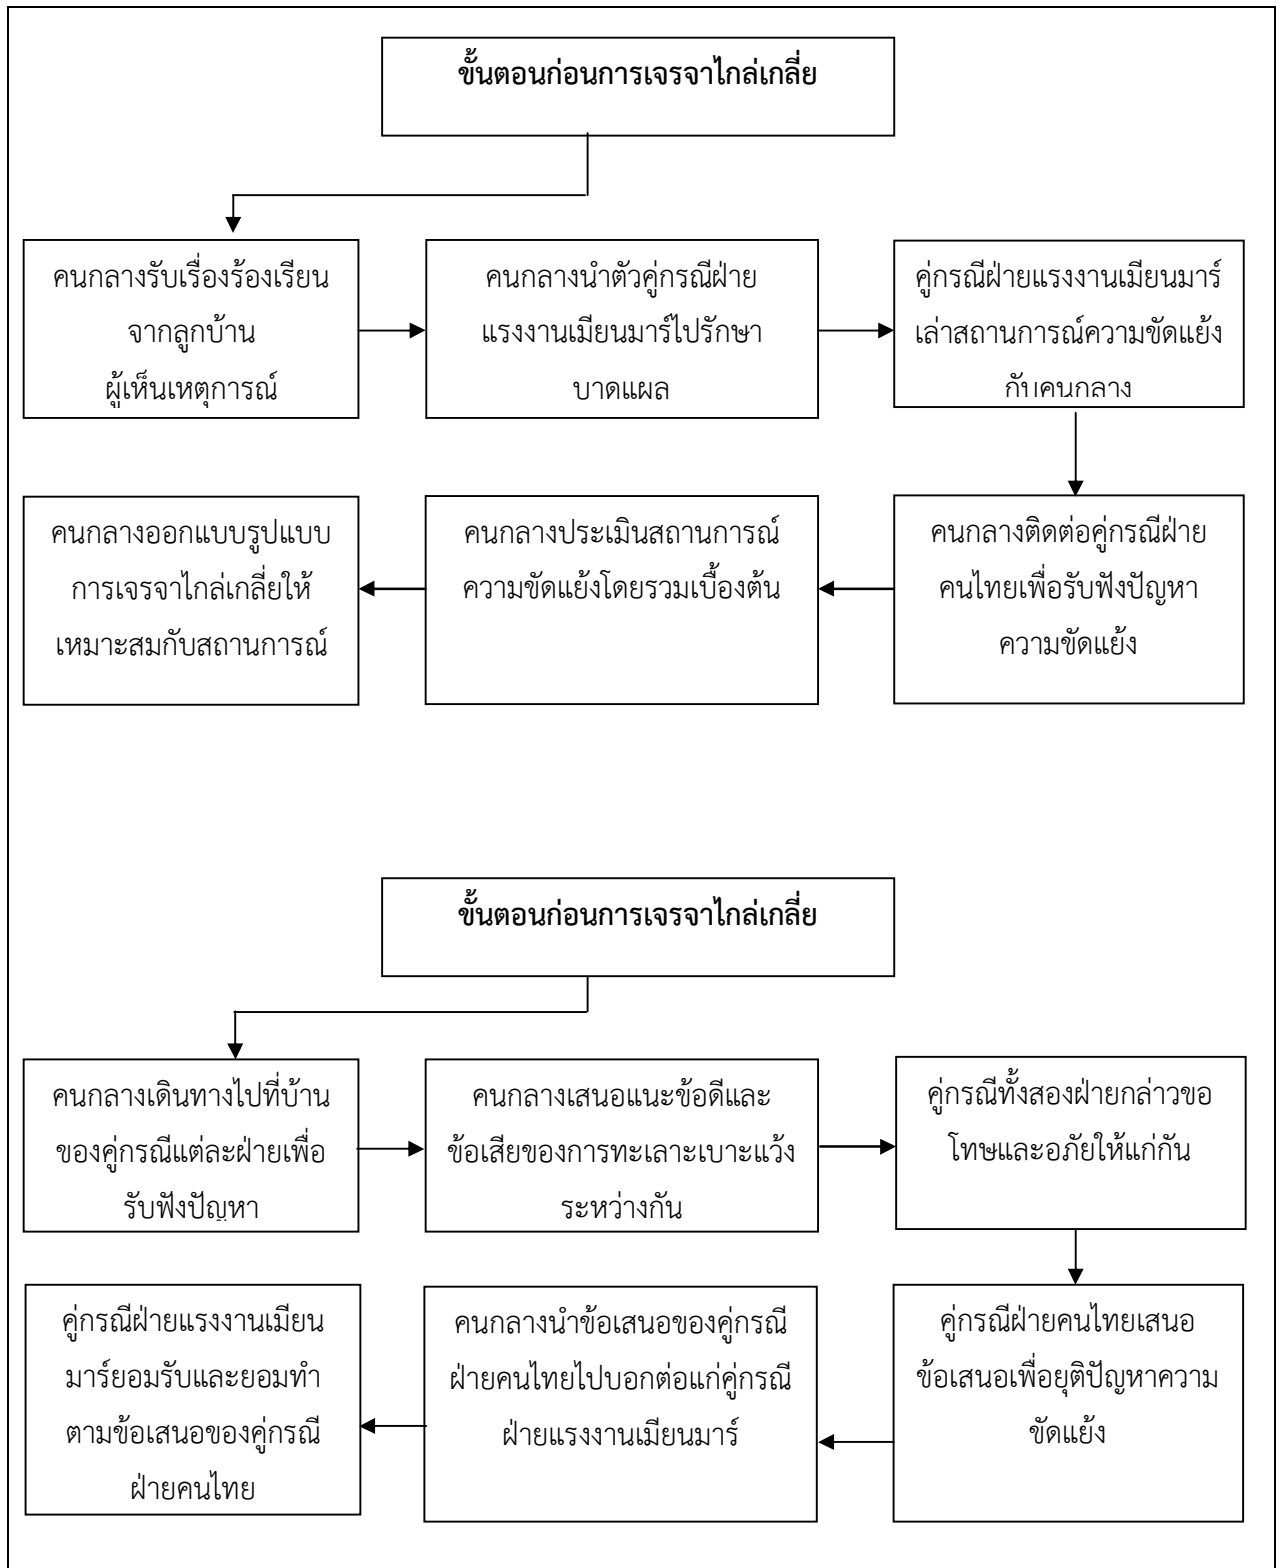 ขั้นตอนก่อนการเจรจาไกล่เกลี่ย
คนกลางรับเรื่องร้องเรียน
จากลูกบ้าน
ผู้เห็นเหตุการณ์
คนกลางนำตัวคู่กรณีฝ่าย
แรงงานเมียนมาร์ไปรักษา
บาดแผล
คู่กรณีฝ่ายแรงงานเมียนมาร์
เล่าสถานการณ์ความขัดแย้ง
กับคนกลาง
คนกลางติดต่อคู่กรณีฝ่าย
คนไทยเพื่อรับฟังปัญหา
ความขัดแย้ง
คนกลางประเมินสถานการณ์
ความขัดแย้งโดยรวมเบื้องต้น
คนกลางออกแบบรูปแบบ
การเจรจาไกล่เกลี่ยให้
เหมาะสมกับสถานการณ์
ขั้นตอนก่อนการเจรจาไกล่เกลี่ย
คนกลางเดินทางไปที่บ้าน
ของคู่กรณีแต่ละฝ่ายเพื่อ
รับฟังปัญหา
คนกลางเสนอแนะข้อดีและ
ข้อเสียของการทะเลาะเบาะแว้ง
ระหว่างกัน
คู่กรณีทั้งสองฝ่ายกล่าวขอ
โทษและอภัยให้แก่กัน
คู่กรณีฝ่ายคนไทยเสนอ
ข้อเสนอเพื่อยุติปัญหาความ
ขัดแย้ง
คนกลางนำข้อเสนอของคู่กรณี
ฝ่ายคนไทยไปบอกต่อแก่คู่กรณี
ฝ่ายแรงงานเมียนมาร์
คู่กรณีฝ่ายแรงงานเมียน
มาร์ยอมรับและยอมทำ
ตามข้อเสนอของคู่กรณี
ฝ่ายคนไทย